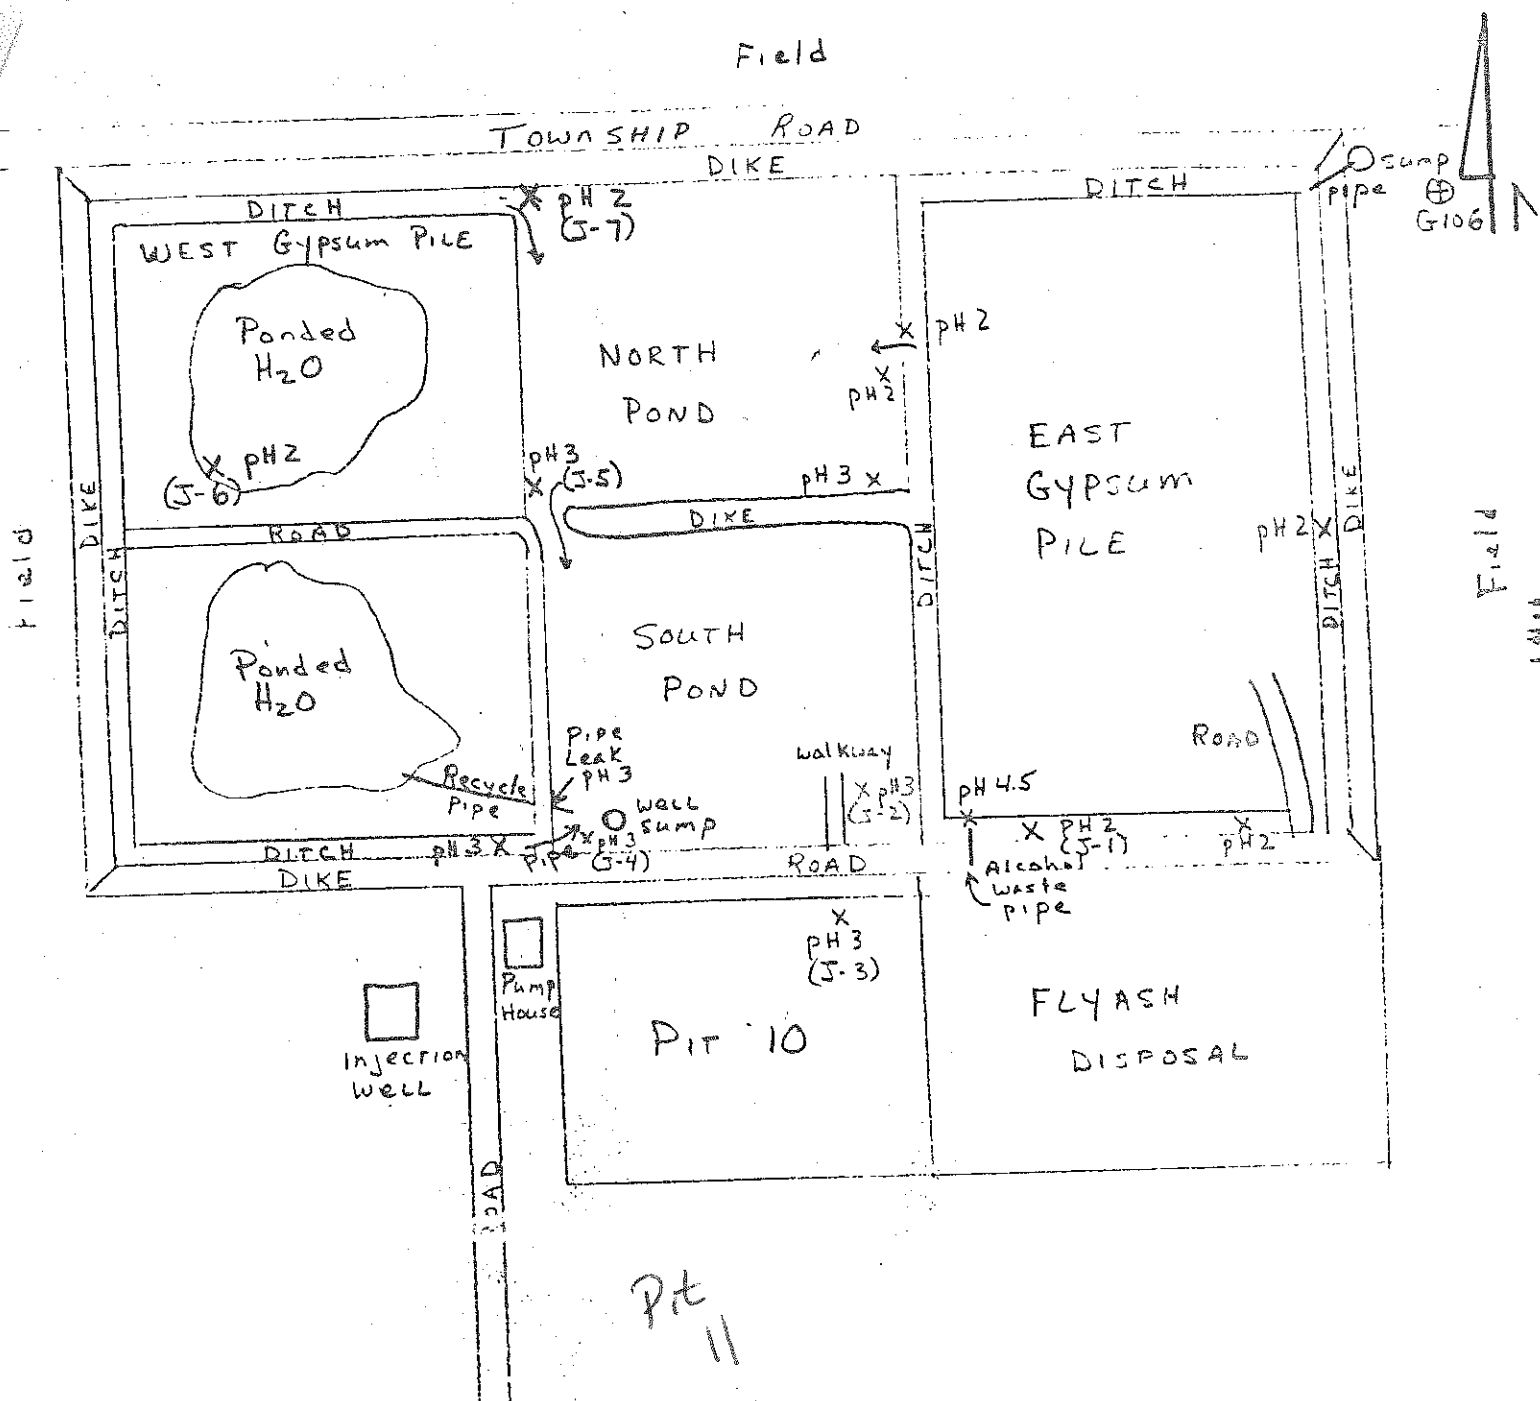 Field
TOWNSHIP ROAD
DIKE
DITCH
sump
pipe
G106
N
DITCH
pH 2
(J-7)
WEST Gypsum PILE
Ponded
H2O
NORTH
POND
pH 2
pH 2
EAST
GYPSUM
PILE
pH 2
(J-6)
pH 3
(J-5)
pH 3
DIKE
ROAD
DIKE
DITCH
Field
DITCH
pH 2
DIKE
DITCH
Field
Ponded
H2O
SOUTH
POND
Pipe
Leak
pH 3
Recycle
Pipe
well
sump
walkway
pH 3
(J-2)
ROAD
pH 4.5
pH 2
(J-1)
pH 2
DITCH
pH 3
pipe
pH 3
(J-4)
DIKE
ROAD
Alcohol
waste
pipe
pH 3
(J-3)
Pump
House
Injection
Well
PIT 10
FLYASH
DISPOSAL
ROAD
Pit
11